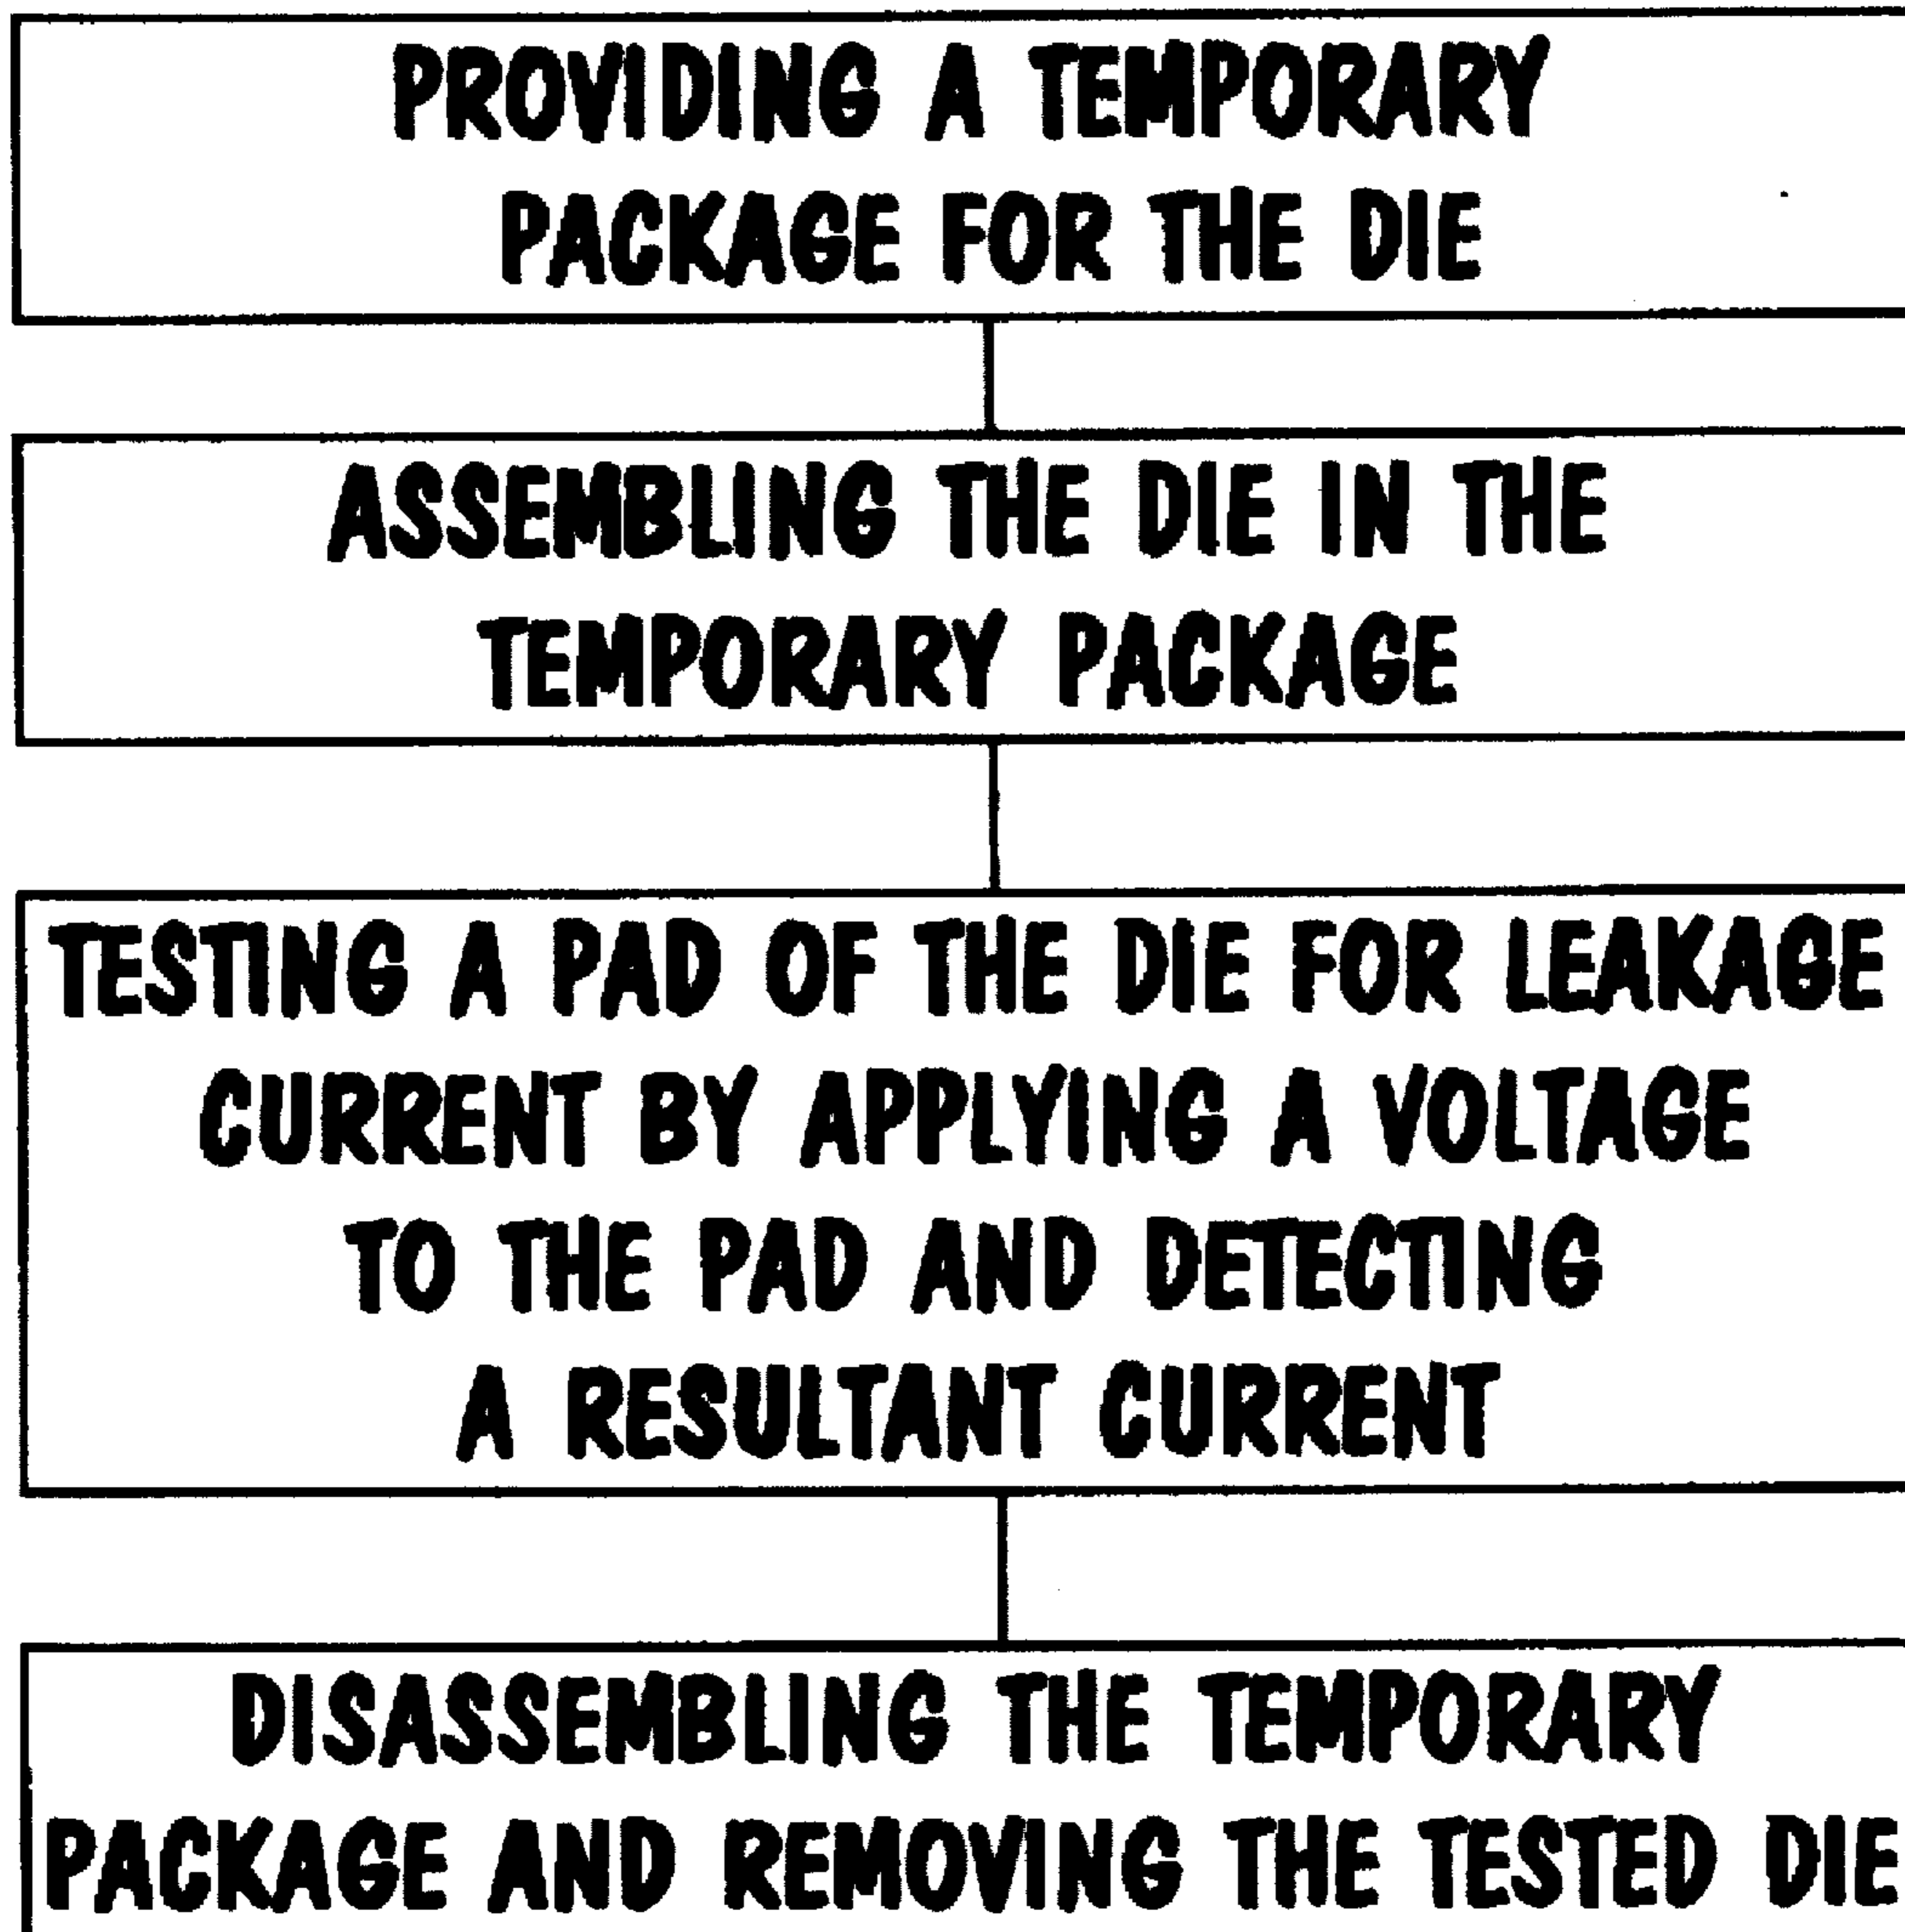 PROVIDING A TEMPORARY
PACKAGE FOR THE DIE
ASSEMBLING THE DIE IN THE
TEMPORARY PACKAGE
TESTING A PAD OF THE DIE FOR LEAKAGE
CURRENT BY APPLYING A VOLTAGE
TO THE PAD AND DETECTING
A RESULTANT CURRENT
DISASSEMBLING THE TEMPORARY
PACKAGE AND REMOVING THE TESTED DIE